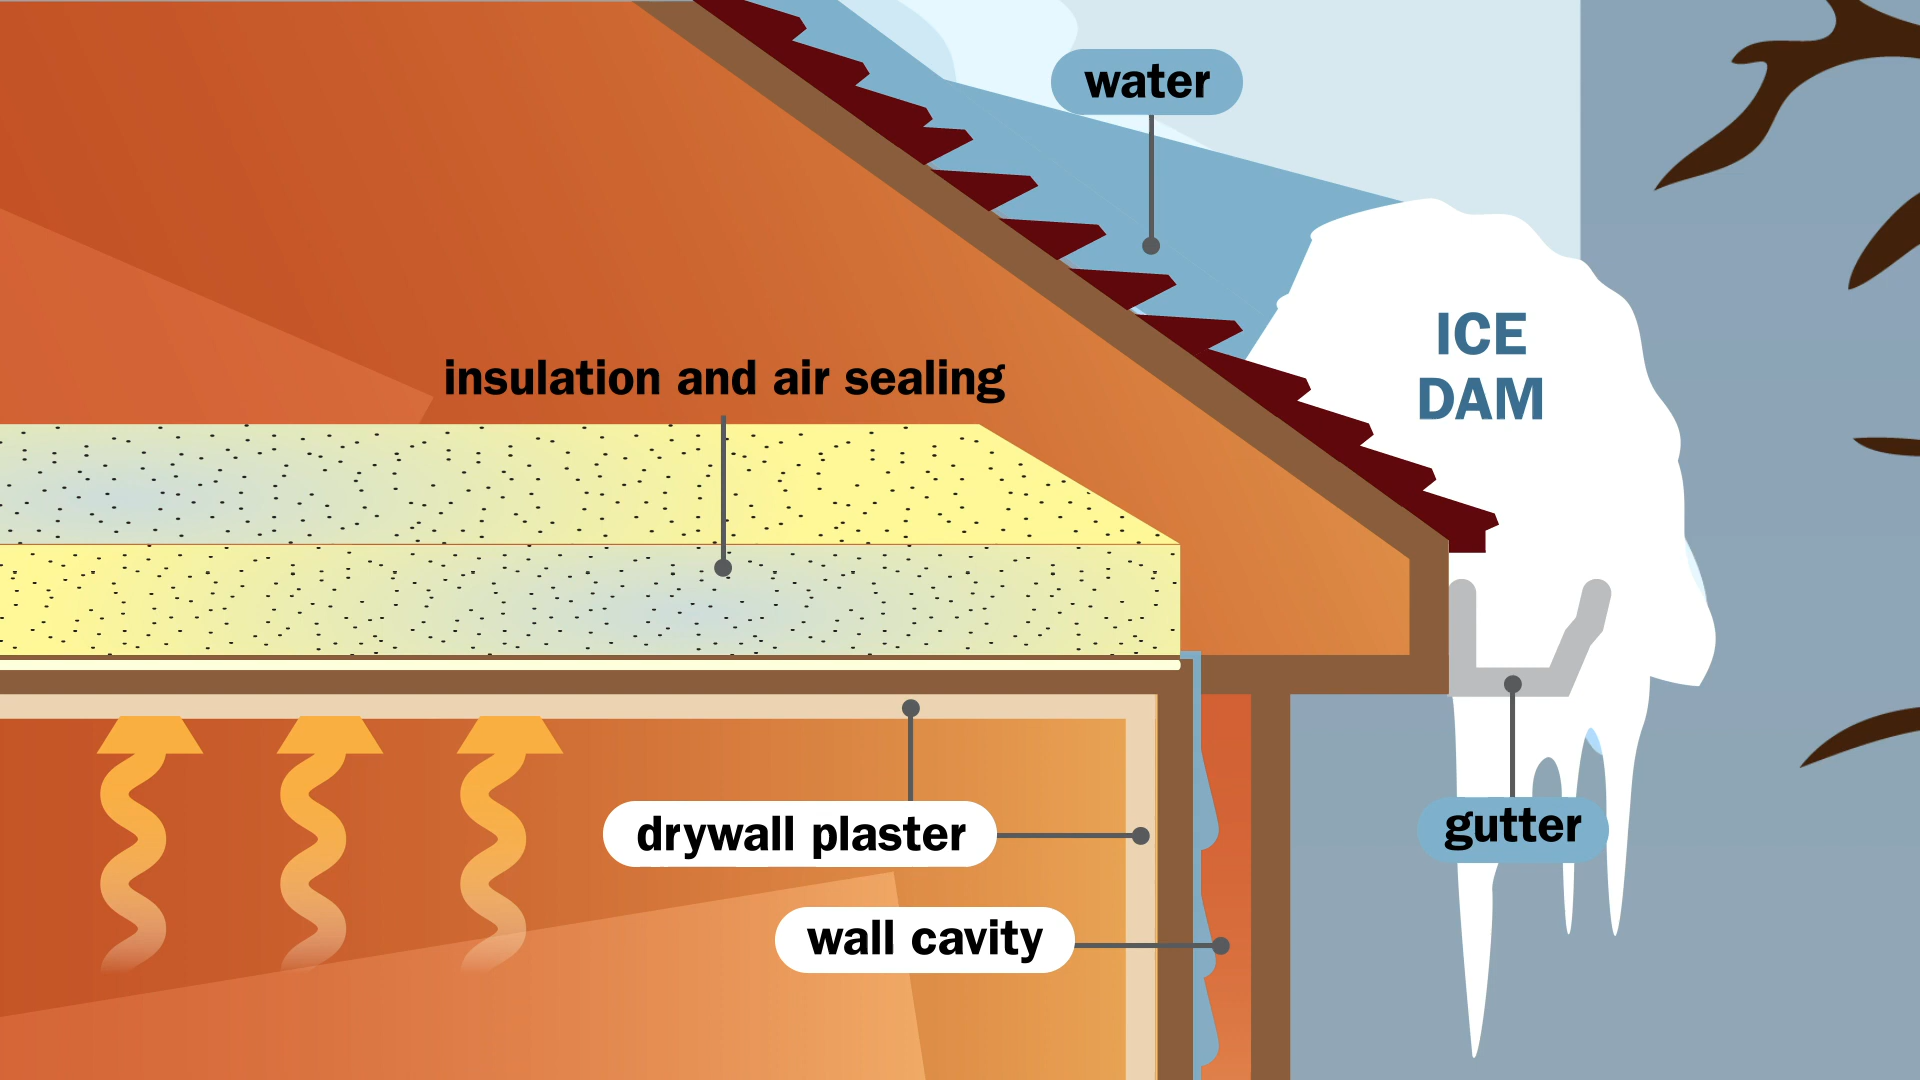 water
ICE
DAM
insulation and air sealing
drywall plaster
gutter
wall cavity